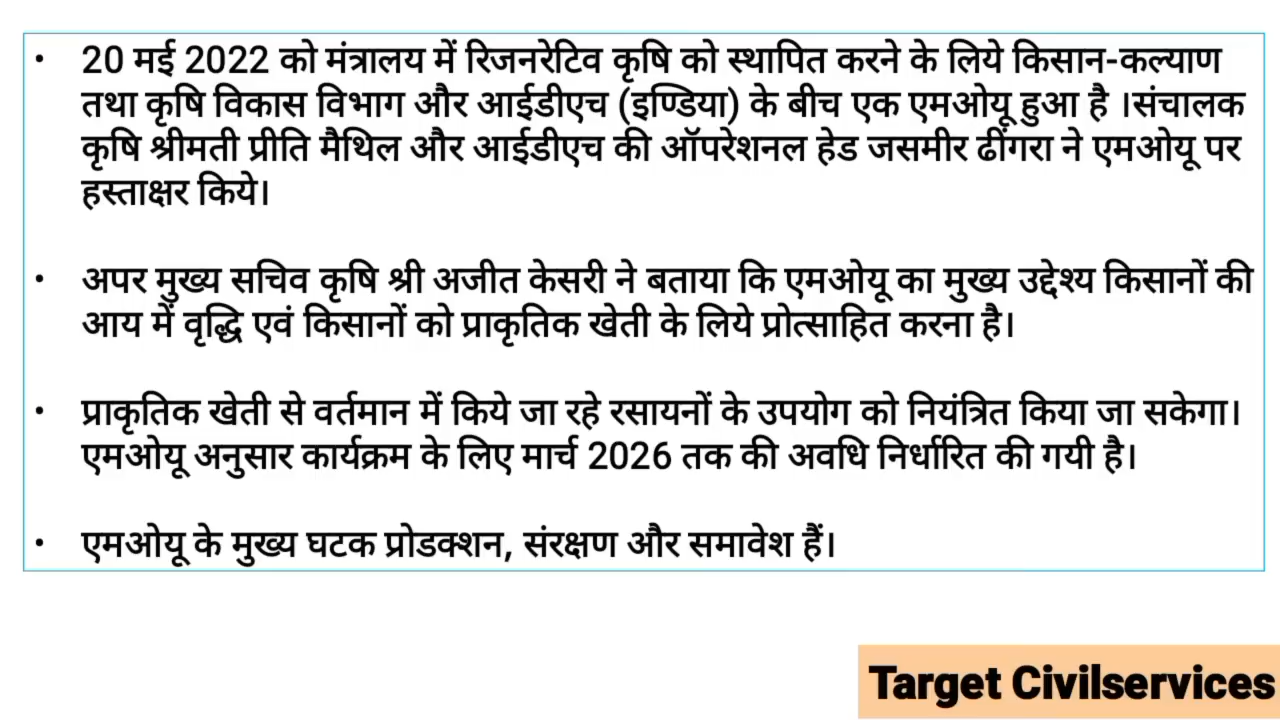 • 20 मई 2022 को मंत्रालय में रिजनरेटिव कृषि को स्थापित करने के लिये किसान-कल्याण
तथा कृषि विकास विभाग और आईडीएच (इण्डिया) के बीच एक एमओयू हुआ है ।संचालक
कृषि श्रीमती प्रीति मैथिल और आईडीएच की ऑपरेशनल हेड जसमीर ढींगरा ने एमओयू पर
हस्ताक्षर किये।
• अपर मुख्य सचिव कृषि श्री अजीत केसरी ने बताया कि एमओयू का मुख्य उद्देश्य किसानों की
आय में वृद्धि एवं किसानों को प्राकृतिक खेती के लिये प्रोत्साहित करना है।
• प्राकृतिक खेती से वर्तमान में किये जा रहे रसायनों के उपयोग को नियंत्रित किया जा सकेगा।
एमओयू अनुसार कार्यक्रम के लिए मार्च 2026 तक की अवधि निर्धारित की गयी है।
• एमओयू के मुख्य घटक प्रोडक्शन, संरक्षण और समावेश हैं।
Target Civilservices